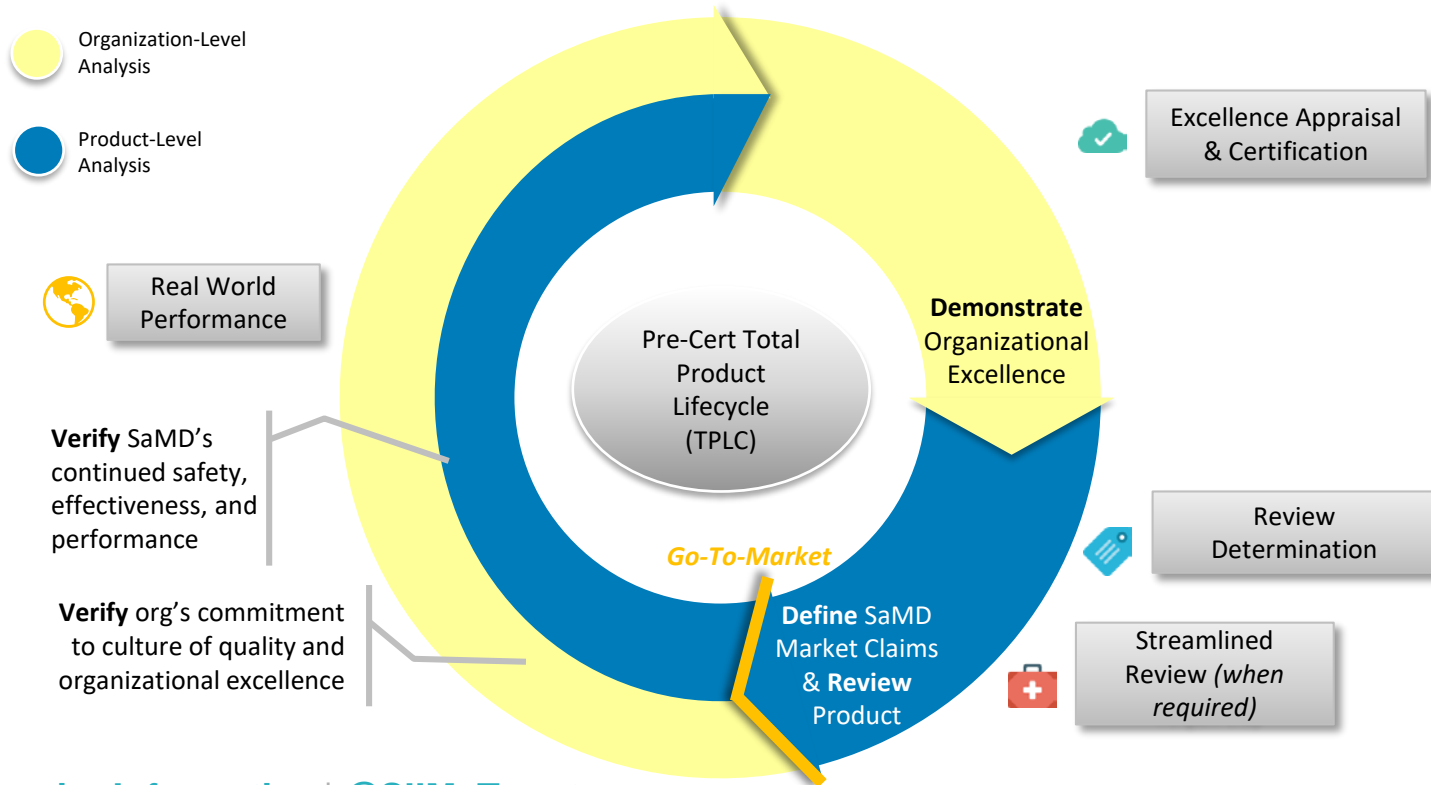 Organization-Level
Analysis
Product-Level
Analysis
Excellence Appraisal
& Certification
Real World
Performance
Demonstrate
Organizational
Excellence
Pre-Cert Total
Product
Lifecycle
(TPLC)
Verify SaMD’s
continued safety,
effectiveness, and
performance
Review
Determination
Go-To-Market
Verify org’s commitment
to culture of quality and
organizational excellence
Define SaMD
Market Claims
& Review
Product
Streamlined
Review (when
required)